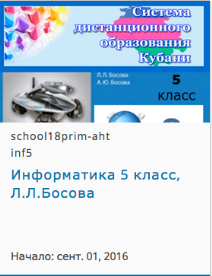 Система
дистанционного
образования
Кубани
Л.Л.Босова
А.Ю.Босова
5
класс
school18prim-aht
inf5
Информатика 5 класс,
Л.Л.Босова
Начало: сент. 01, 2016